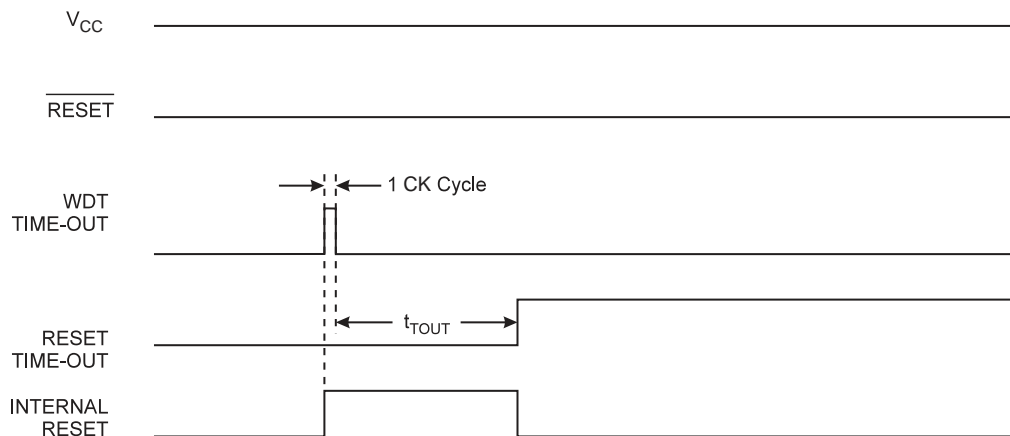 VCC
RESET
1 CK Cycle
WDT
TIME-OUT
tTOUT
RESET
TIME-OUT
INTERNAL
RESET